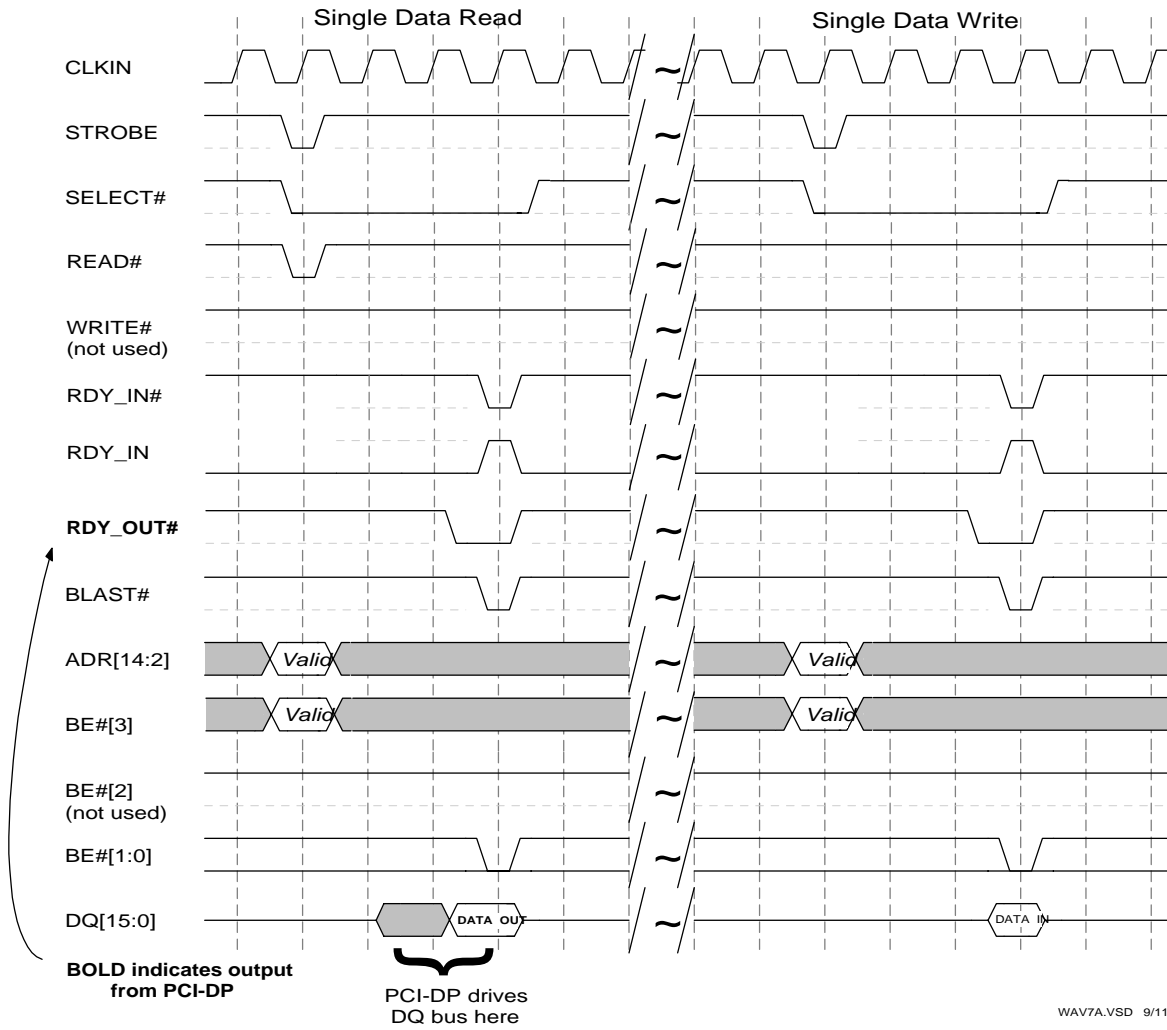 Single Data Read
Single Data Write
CLKIN
~
STROBE
~
SELECT#
~
READ#
~
WRITE#
(not used)
~
RDY_IN#
~
RDY_IN
~
RDY_OUT#
~
BLAST#
~
ADR[14:2]
Valid
~
Valid
BE#[3]
Valid
~
Valid
BE#[2]
(not used)
~
BE#[1:0]
~
DQ[15:0]
DATA OUT
~
DATA IN
BOLD indicates output
from PCI-DP
PCI-DP drives
DQ bus here
WAV7A.VSD 9/11